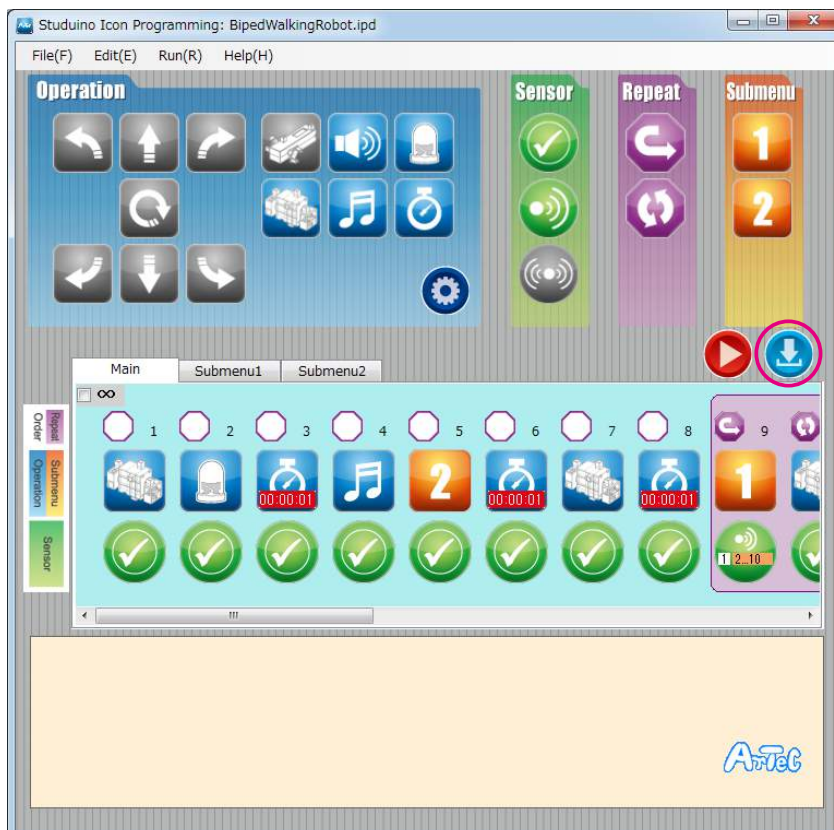 Studuino Icon Programming: BipedWalkingRobot.ipd
File(F) Edit(E) Run(R) Help(H)
Operation
Sensor
Repeat
Submenu
1
2
Main
Submenu1
Submenu2
∞
Repeat
Order
Submenu
Operation
Sensor
1 2 3 4 5 6 7 8 9
00:00:01
2
00:00:01
00:00:01
1
1 2...10
ArTeC